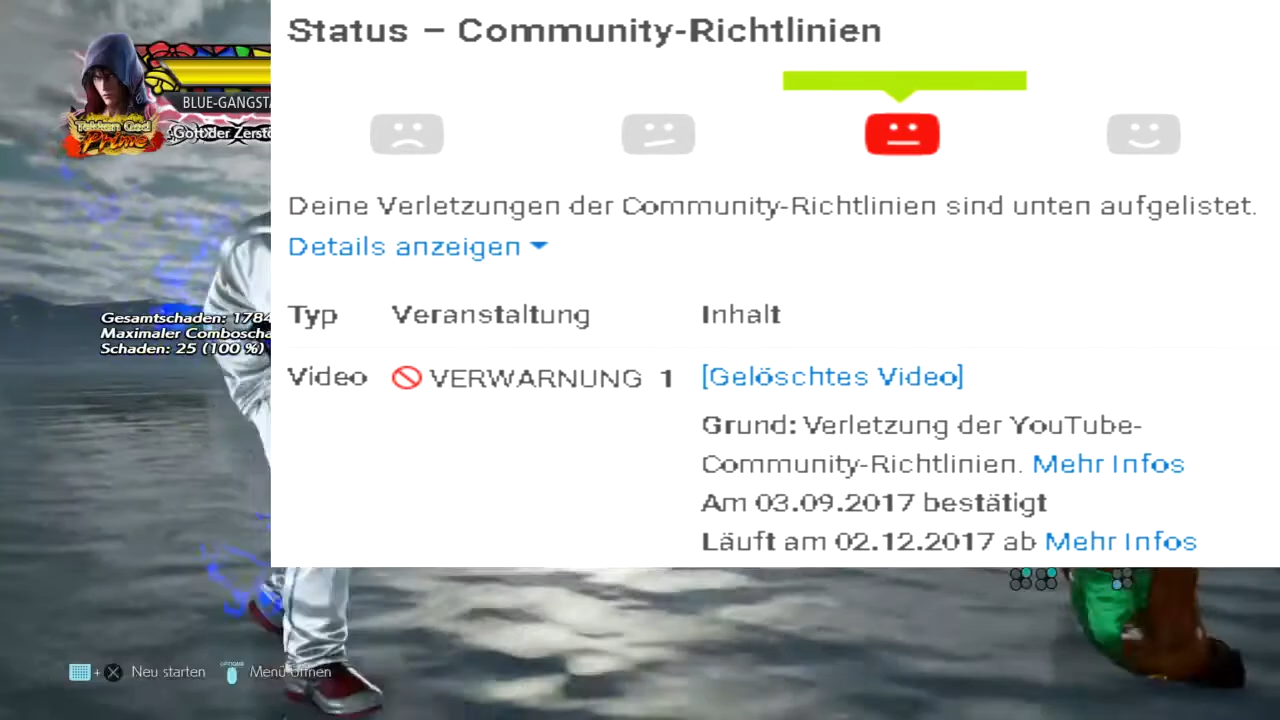 Status – Community-Richtlinien
BLUE-GANGSTA
Tekken God
Prime
Gott der Zerstö
Deine Verletzungen der Community-Richtlinien sind unten aufgelistet.
Details anzeigen
Typ Veranstaltung Inhalt
Gesamtschaden: 1784
Maximaler Comboscha
Schaden: 25 (100 %)
Video VERWARNUNG 1 [Gelöschtes Video]
Grund: Verletzung der YouTube-
Community-Richtlinien. Mehr Infos
Am 03.09.2017 bestätigt
Läuft am 02.12.2017 ab Mehr Infos
+ Neu starten OPTIONS Menü öffnen